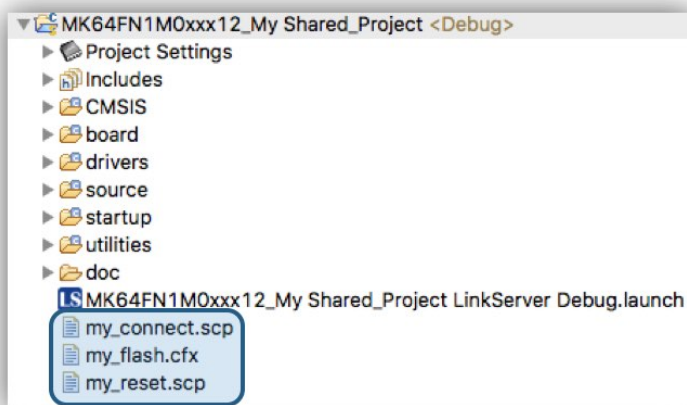 MK64FN1M0xxx12_My Shared_Project <Debug>
Project Settings
Includes
CMSIS
board
drivers
source
startup
utilities
doc
LS MK64FN1M0xxx12_My Shared_Project LinkServer Debug.launch
my_connect.scp
my_flash.cfx
my_reset.scp